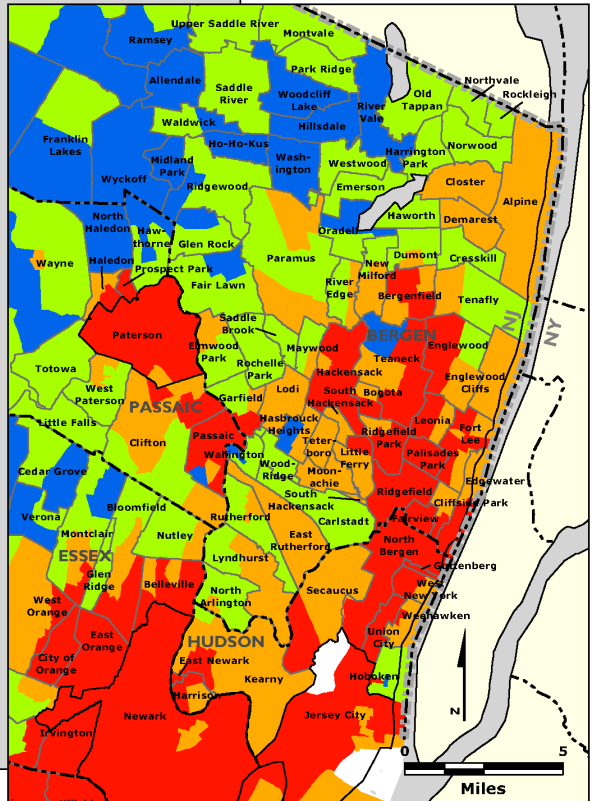 Upper Saddle River
Ramsey
Montvale
Park Ridge
Allendale
Saddle
River
Woodcliff
Lake
River
Vale
Old
Tappan
Northvale
Rockleigh
Waldwick
Hillsdale
Franklin
Lakes
Ho-Ho-Kus
Harrington
Park
Norwood
Midland
Park
Wash-
ington
Westwood
Wyckoff
Ridgewood
Emerson
Closter
Alpine
North
Haledon
Haw-
thorne
Oradell
Haworth
Demarest
Glen Rock
Wayne
Haledon
Prospect Park
Paramus
Dumont
Cresskill
New
Milford
Fair Lawn
River
Edge
Bergenfield
Tenafly
NJ
NY
Paterson
Saddle
Brook
BERGEN
Elmwood
Park
Maywood
Teaneck
Englewood
Totowa
Rochelle
Park
Hackensack
Englewood
Cliffs
West
Paterson
Lodi
South
Hackensack
Bogota
PASSAIC
Garfield
Little Falls
Hasbrouck
Heights
Leonia
Fort
Lee
Clifton
Passaic
Teter-
boro
Ridgefield
Park
Wallington
Little
Ferry
Palisades
Park
Cedar Grove
Wood-
Ridge
Moon-
achie
Edgewater
Bloomfield
South
Hackensack
Ridgefield
Cliffside Park
Verona
Rutherford
Carlstadt
Fairview
Montclair
Nutley
East
Rutherford
North
Bergen
ESSEX
Lyndhurst
Guttenberg
Glen
Ridge
Belleville
North
Arlington
Secaucus
West
New York
West
Orange
Weehawken
East
Orange
HUDSON
Union
City
City of
Orange
East Newark
Kearny
Hoboken
Harrison
N
Newark
Jersey City
Irvington
0
5
Miles